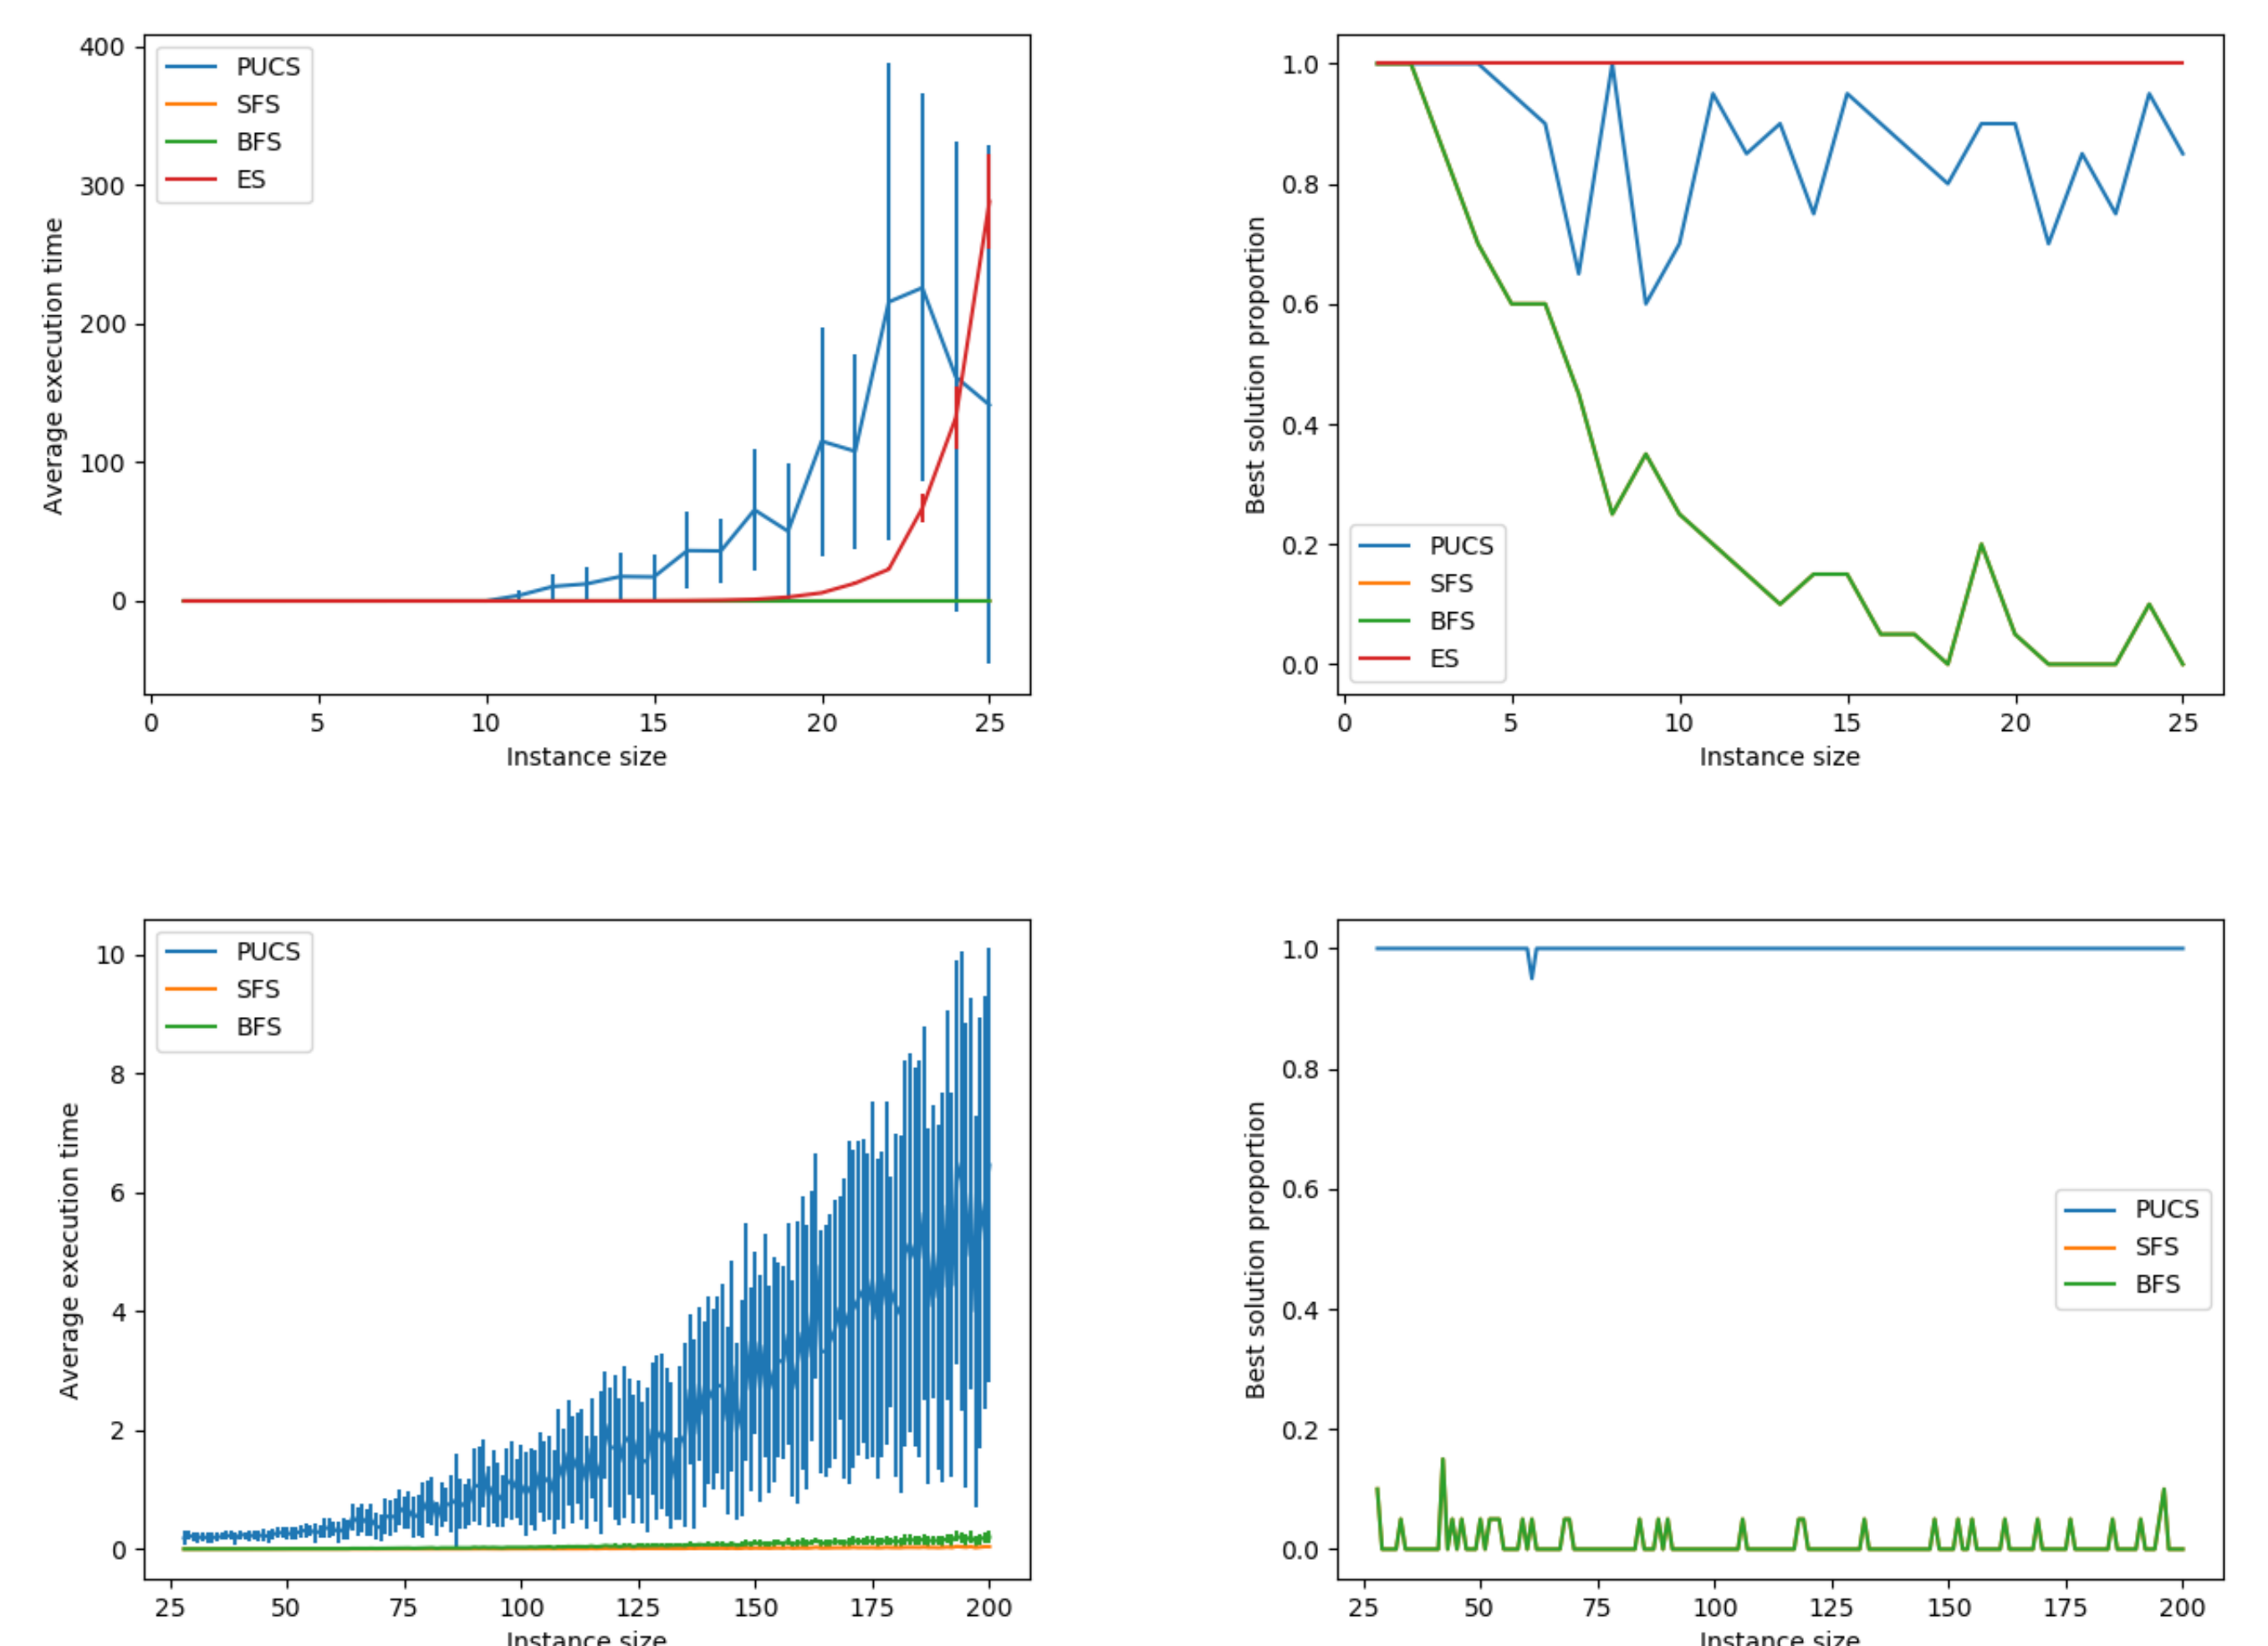 400
300
200
100
0
Average execution time
PUCS
SFS
BFS
ES
0 5 10 15 20 25
Instance size
1.0
0.8
0.6
0.4
0.2
0.0
Best solution proportion
PUCS
SFS
BFS
ES
0 5 10 15 20 25
Instance size
10
8
6
4
2
0
Average execution time
PUCS
SFS
BFS
25 50 75 100 125 150 175 200
Instance size
1.0
0.8
0.6
0.4
0.2
0.0
Best solution proportion
PUCS
SFS
BFS
25 50 75 100 125 150 175 200
Instance size